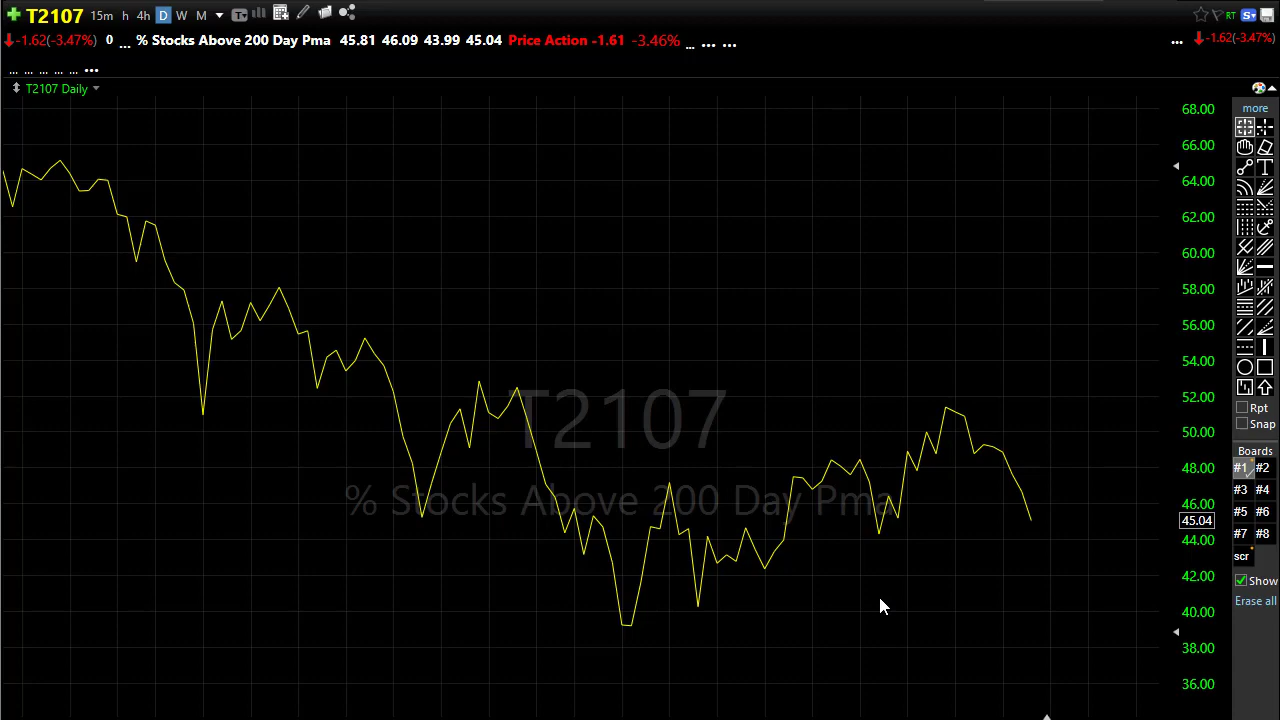 T2107 15m h 4h D W M T RT S
-1.62(-3.47%) 0 ... % Stocks Above 200 Day Pma 45.81 46.09 43.99 45.04 Price Action -1.61 -3.46% ... ... ... ... -1.62(-3.47%)
... ... ... ... ... ...
T2107 Daily
more
68.00
66.00
64.00
62.00
60.00
58.00
56.00
54.00
52.00
50.00
48.00
46.00
45.04
44.00
42.00
40.00
38.00
36.00
T2107
% Stocks Above 200 Day Pma
T
Rpt
Snap
Boards
#1 #2
#3 #4
#5 #6
#7 #8
scr
Show
Erase all